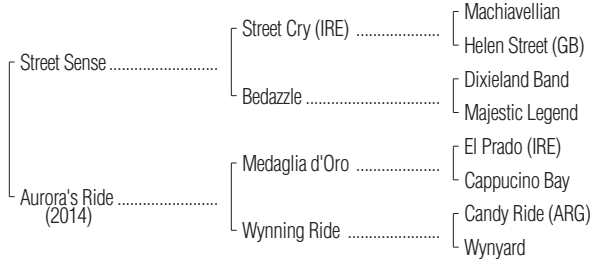 Machiavellian
Street Cry (IRE) ....................
Helen Street (GB)
Street Sense ..........................
Dixieland Band
Bedazzle ................................
Majestic Legend
El Prado (IRE)
Medaglia d'Oro ....................
Cappucino Bay
Aurora's Ride ........................
(2014)
Candy Ride (ARG)
Wynning Ride ......................
Wynyard